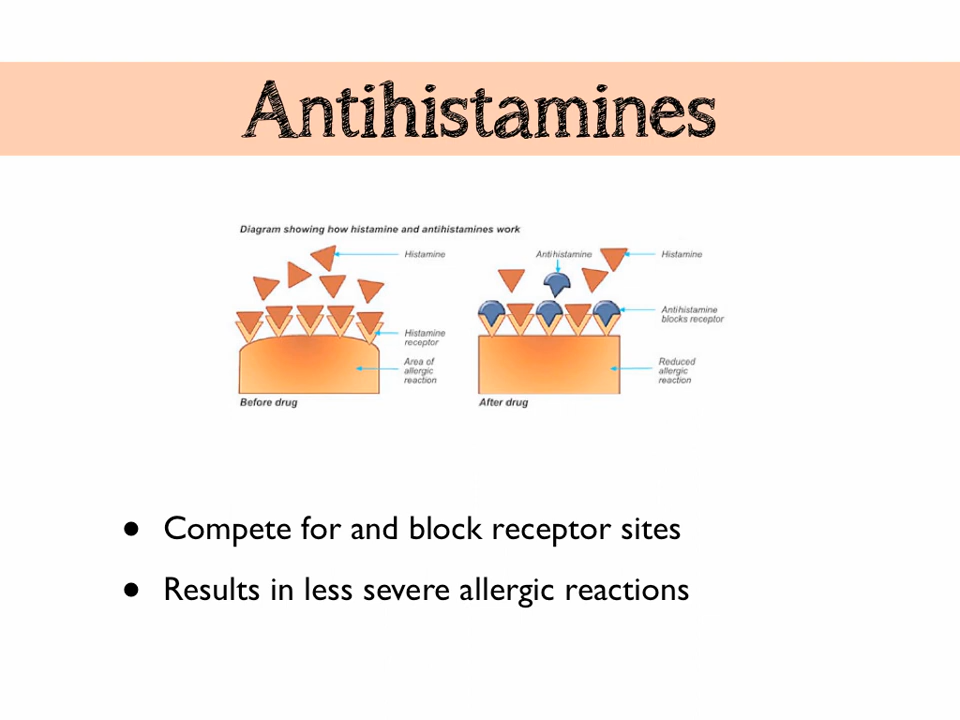 Antihistamines
Diagram showing how histamine and antihistamines work
Histamine
Histamine
receptor
Area of
allergic
reaction
Before drug
Antihistamine
Histamine
Antihistamine
blocks receptor
Reduced
allergic
reaction
After drug
• Compete for and block receptor sites
• Results in less severe allergic reactions